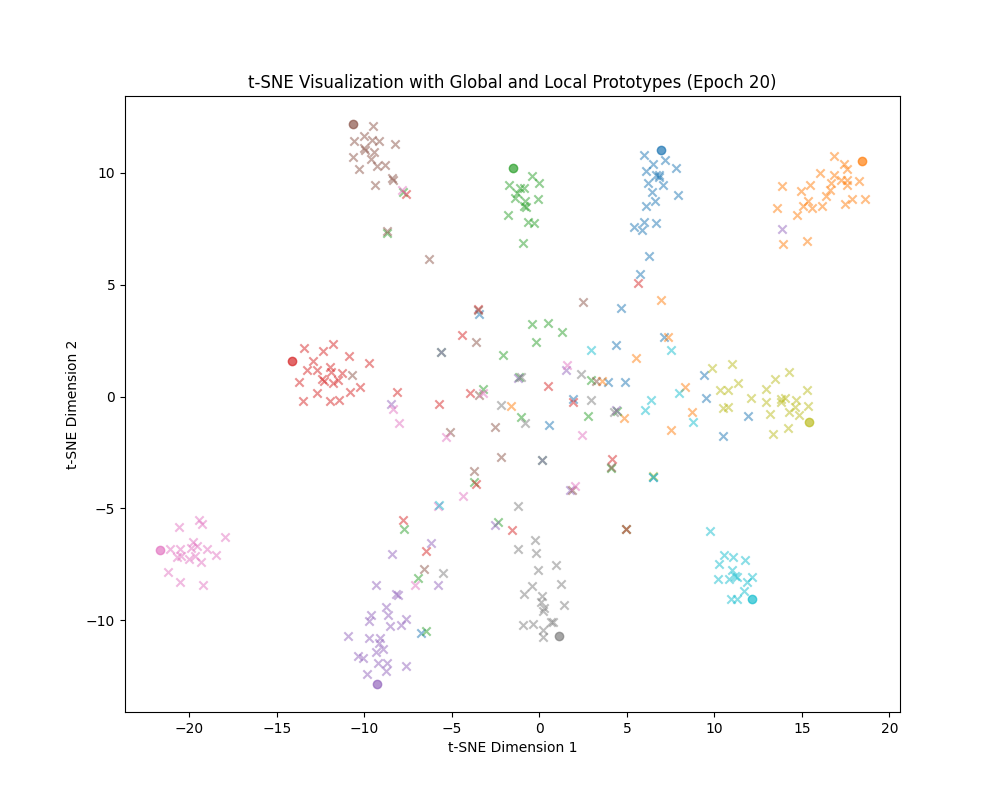 t-SNE Visualization with Global and Local Prototypes (Epoch 20)
10
5
0
−5
−10
t-SNE Dimension 2
−20 −15 −10 −5 0 5 10 15 20
t-SNE Dimension 1